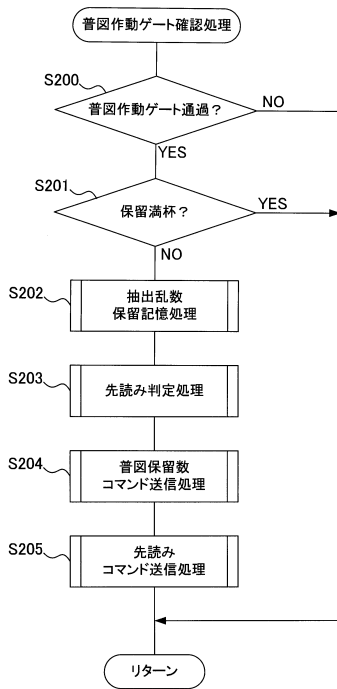 普図作動ゲート確認処理
S200
普図作動ゲート通過？
NO
YES
S201
保留満杯？
YES
NO
S202
抽出乱数
保留記憶処理
S203
先読み判定処理
S204
普図保留数
コマンド送信処理
S205
先読み
コマンド送信処理
リターン